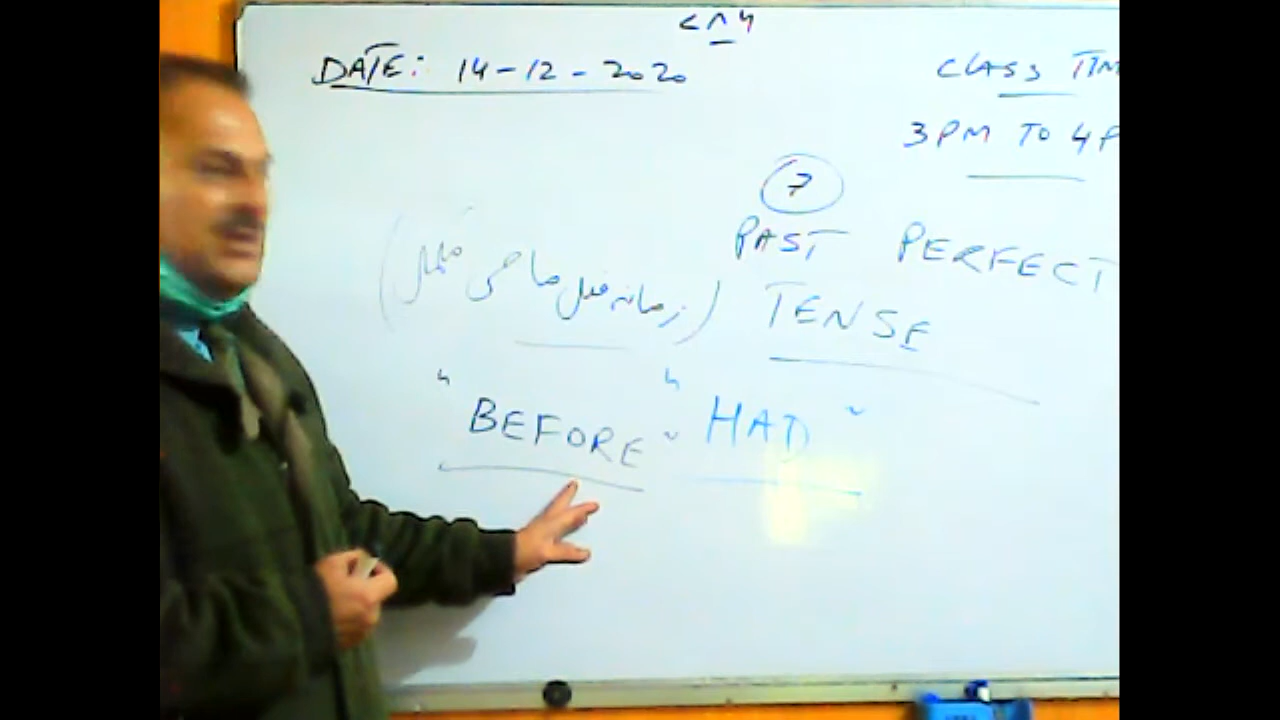 ۷۸۶
DATE: 14-12-2020
CLASS TIM
3PM TO 4P
7
PAST PERFECT
TENSE
(زمانہ فعل ماضی مکمل)
"BEFORE" "HAD"